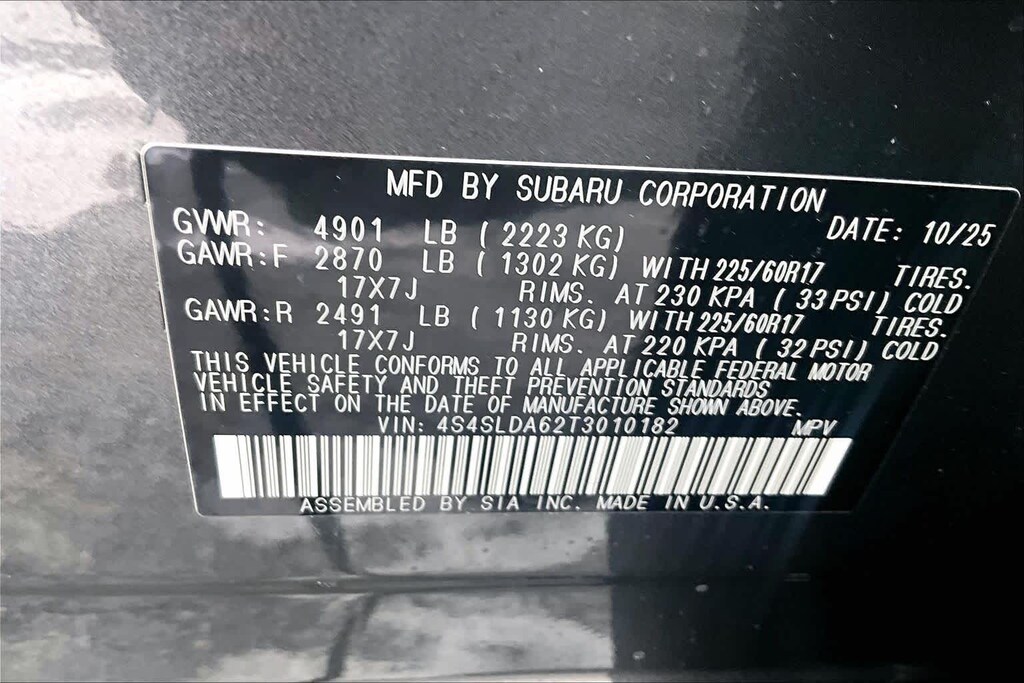 MFD BY SUBARU CORPORATION
GVWR: 4901 LB (2223 KG) DATE: 10/25
GAWR:F 2870 LB (1302 KG) WITH 225/60R17 TIRES.
17X7J RIMS. AT 230 KPA (33 PSI) COLD
GAWR:R 2491 LB (1130 KG) WITH 225/60R17 TIRES.
17X7J RIMS. AT 220 KPA (32 PSI) COLD
THIS VEHICLE CONFORMS TO ALL APPLICABLE FEDERAL MOTOR
VEHICLE SAFETY AND THEFT PREVENTION STANDARDS
IN EFFECT ON THE DATE OF MANUFACTURE SHOWN ABOVE.
VIN: 4S4SLDA62T3010182 MPV
ASSEMBLED BY SIA INC. MADE IN U.S.A.